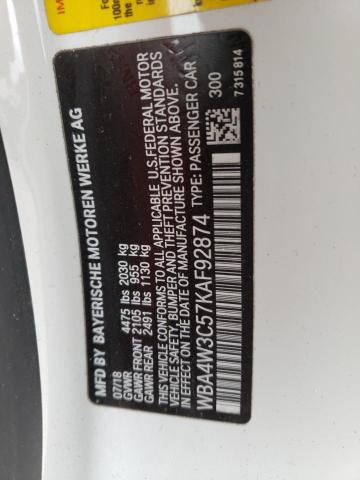 MFD BY BAYERISCHE MOTOREN WERKE AG
07/18
GVWR 4475 lbs 2030 kg
GAWR FRONT 2105 lbs 955 kg
GAWR REAR 2491 lbs 1130 kg
THIS VEHICLE CONFORMS TO ALL APPLICABLE U.S.FEDERAL MOTOR
VEHICLE SAFETY, BUMPER AND THEFT PREVENTION STANDARDS
IN EFFECT ON THE DATE OF MANUFACTURE SHOWN ABOVE.
WBA4W3C57KAF92874 TYPE: PASSENGER CAR
300
7315814